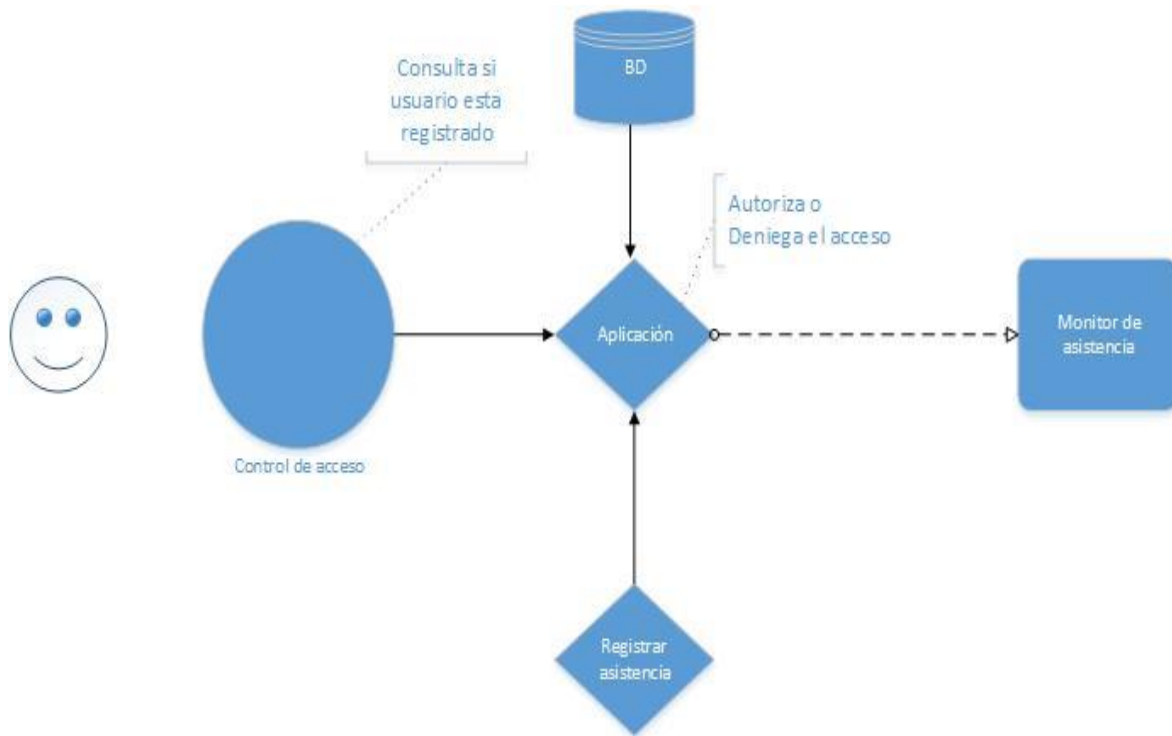 BD
Consulta si
usuario esta
registrado
Autoriza o
Deniega el acceso
Aplicación
Monitor de
asistencia
Control de acceso
Registrar
asistencia